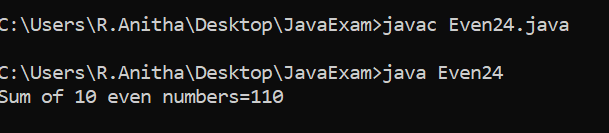 C:\Users\R.Anitha\Desktop\JavaExam>javac Even24.java
C:\Users\R.Anitha\Desktop\JavaExam>java Even24
Sum of 10 even numbers=110